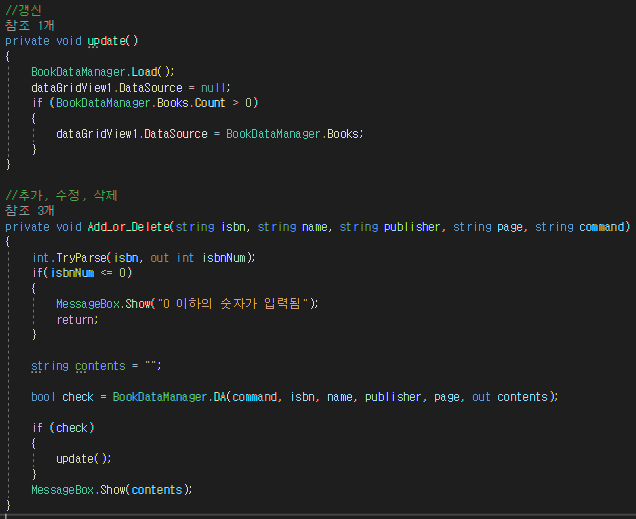 //갱신
참조 1개
private void update()
{
BookDataManager.Load();
dataGridView1.DataSource = null;
if (BookDataManager.Books.Count > 0)
{
dataGridView1.DataSource = BookDataManager.Books;
}
}
//추가, 수정, 삭제
참조 3개
private void Add_or_Delete(string isbn, string name, string publisher, string page, string command)
{
int.TryParse(isbn, out int isbnNum);
if(isbnNum <= 0)
{
MessageBox.Show("0 이하의 숫자가 입력됨");
return;
}
string contents = "";
bool check = BookDataManager.DA(command, isbn, name, publisher, page, out contents);
if (check)
{
update();
}
MessageBox.Show(contents);
}